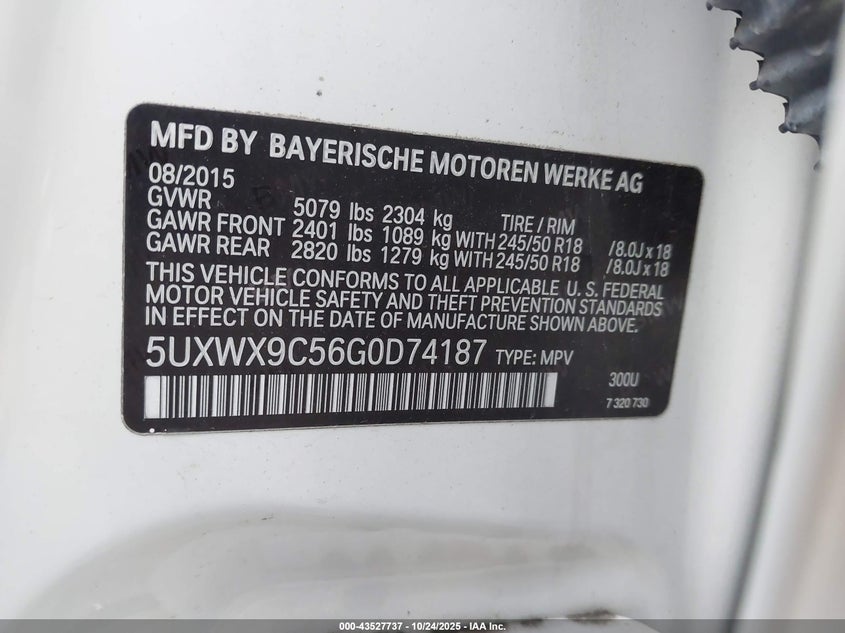 MFD BY BAYERISCHE MOTOREN WERKE AG
08/2015
GVWR 5079 lbs 2304 kg TIRE / RIM
GAWR FRONT 2401 lbs 1089 kg WITH 245/50 R18 /8.0J x 18
GAWR REAR 2820 lbs 1279 kg WITH 245/50 R18 /8.0J x 18
THIS VEHICLE CONFORMS TO ALL APPLICABLE U.S. FEDERAL
MOTOR VEHICLE SAFETY AND THEFT PREVENTION STANDARDS
IN EFFECT ON THE DATE OF MANUFACTURE SHOWN ABOVE.
5UXWX9C56G0D74187 TYPE: MPV
300U
7 320 730
000-43527737 - 10/24/2025 - IAA Inc.